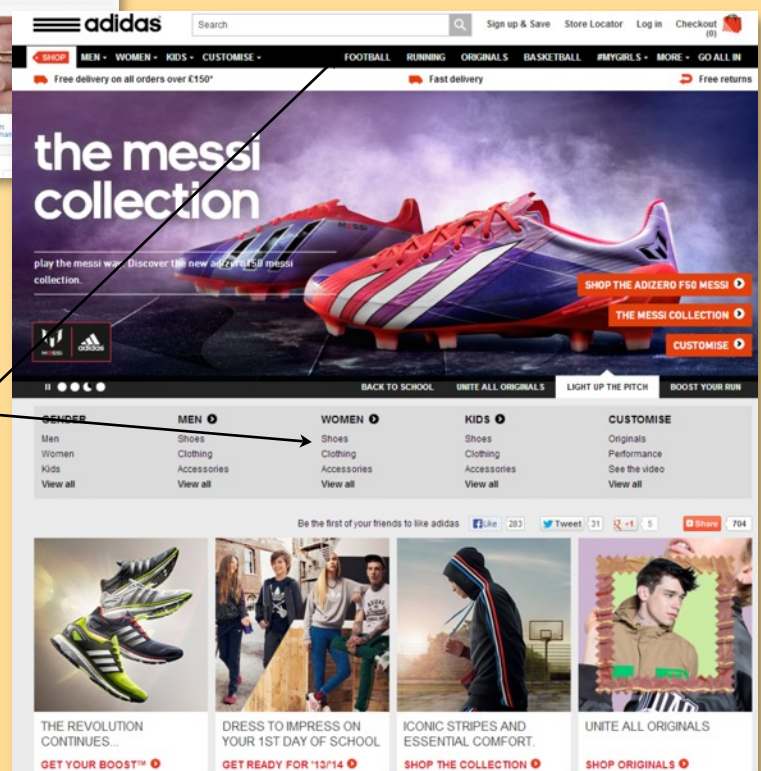 adidas
Search
Sign up & Save Store Locator Log in Checkout (0)
SHOP MEN WOMEN KIDS CUSTOMISE FOOTBALL RUNNING ORIGINALS BASKETBALL #MYGIRLS MORE GO ALL IN
Free delivery on all orders over £150* Fast delivery Free returns
the messi
collection
play the messi way. Discover the new adizero f50 messi
collection.
SHOP THE ADIZERO F50 MESSI
THE MESSI COLLECTION
CUSTOMISE
MESSI
adidas
MESSI
BACK TO SCHOOL UNITE ALL ORIGINALS LIGHT UP THE PITCH BOOST YOUR RUN
GENDER MEN WOMEN KIDS CUSTOMISE
Men Shoes Shoes Shoes Originals
Women Clothing Clothing Clothing Performance
Kids Accessories Accessories Accessories See the video
View all View all View all View all View all
Be the first of your friends to like adidas Like 283 Tweet 31 +1 5 Share 704
THE REVOLUTION
CONTINUES...
GET YOUR BOOST™
DRESS TO IMPRESS ON
YOUR 1ST DAY OF SCHOOL
GET READY FOR '13/'14
ICONIC STRIPES AND
ESSENTIAL COMFORT.
SHOP THE COLLECTION
UNITE ALL ORIGINALS
SHOP ORIGINALS